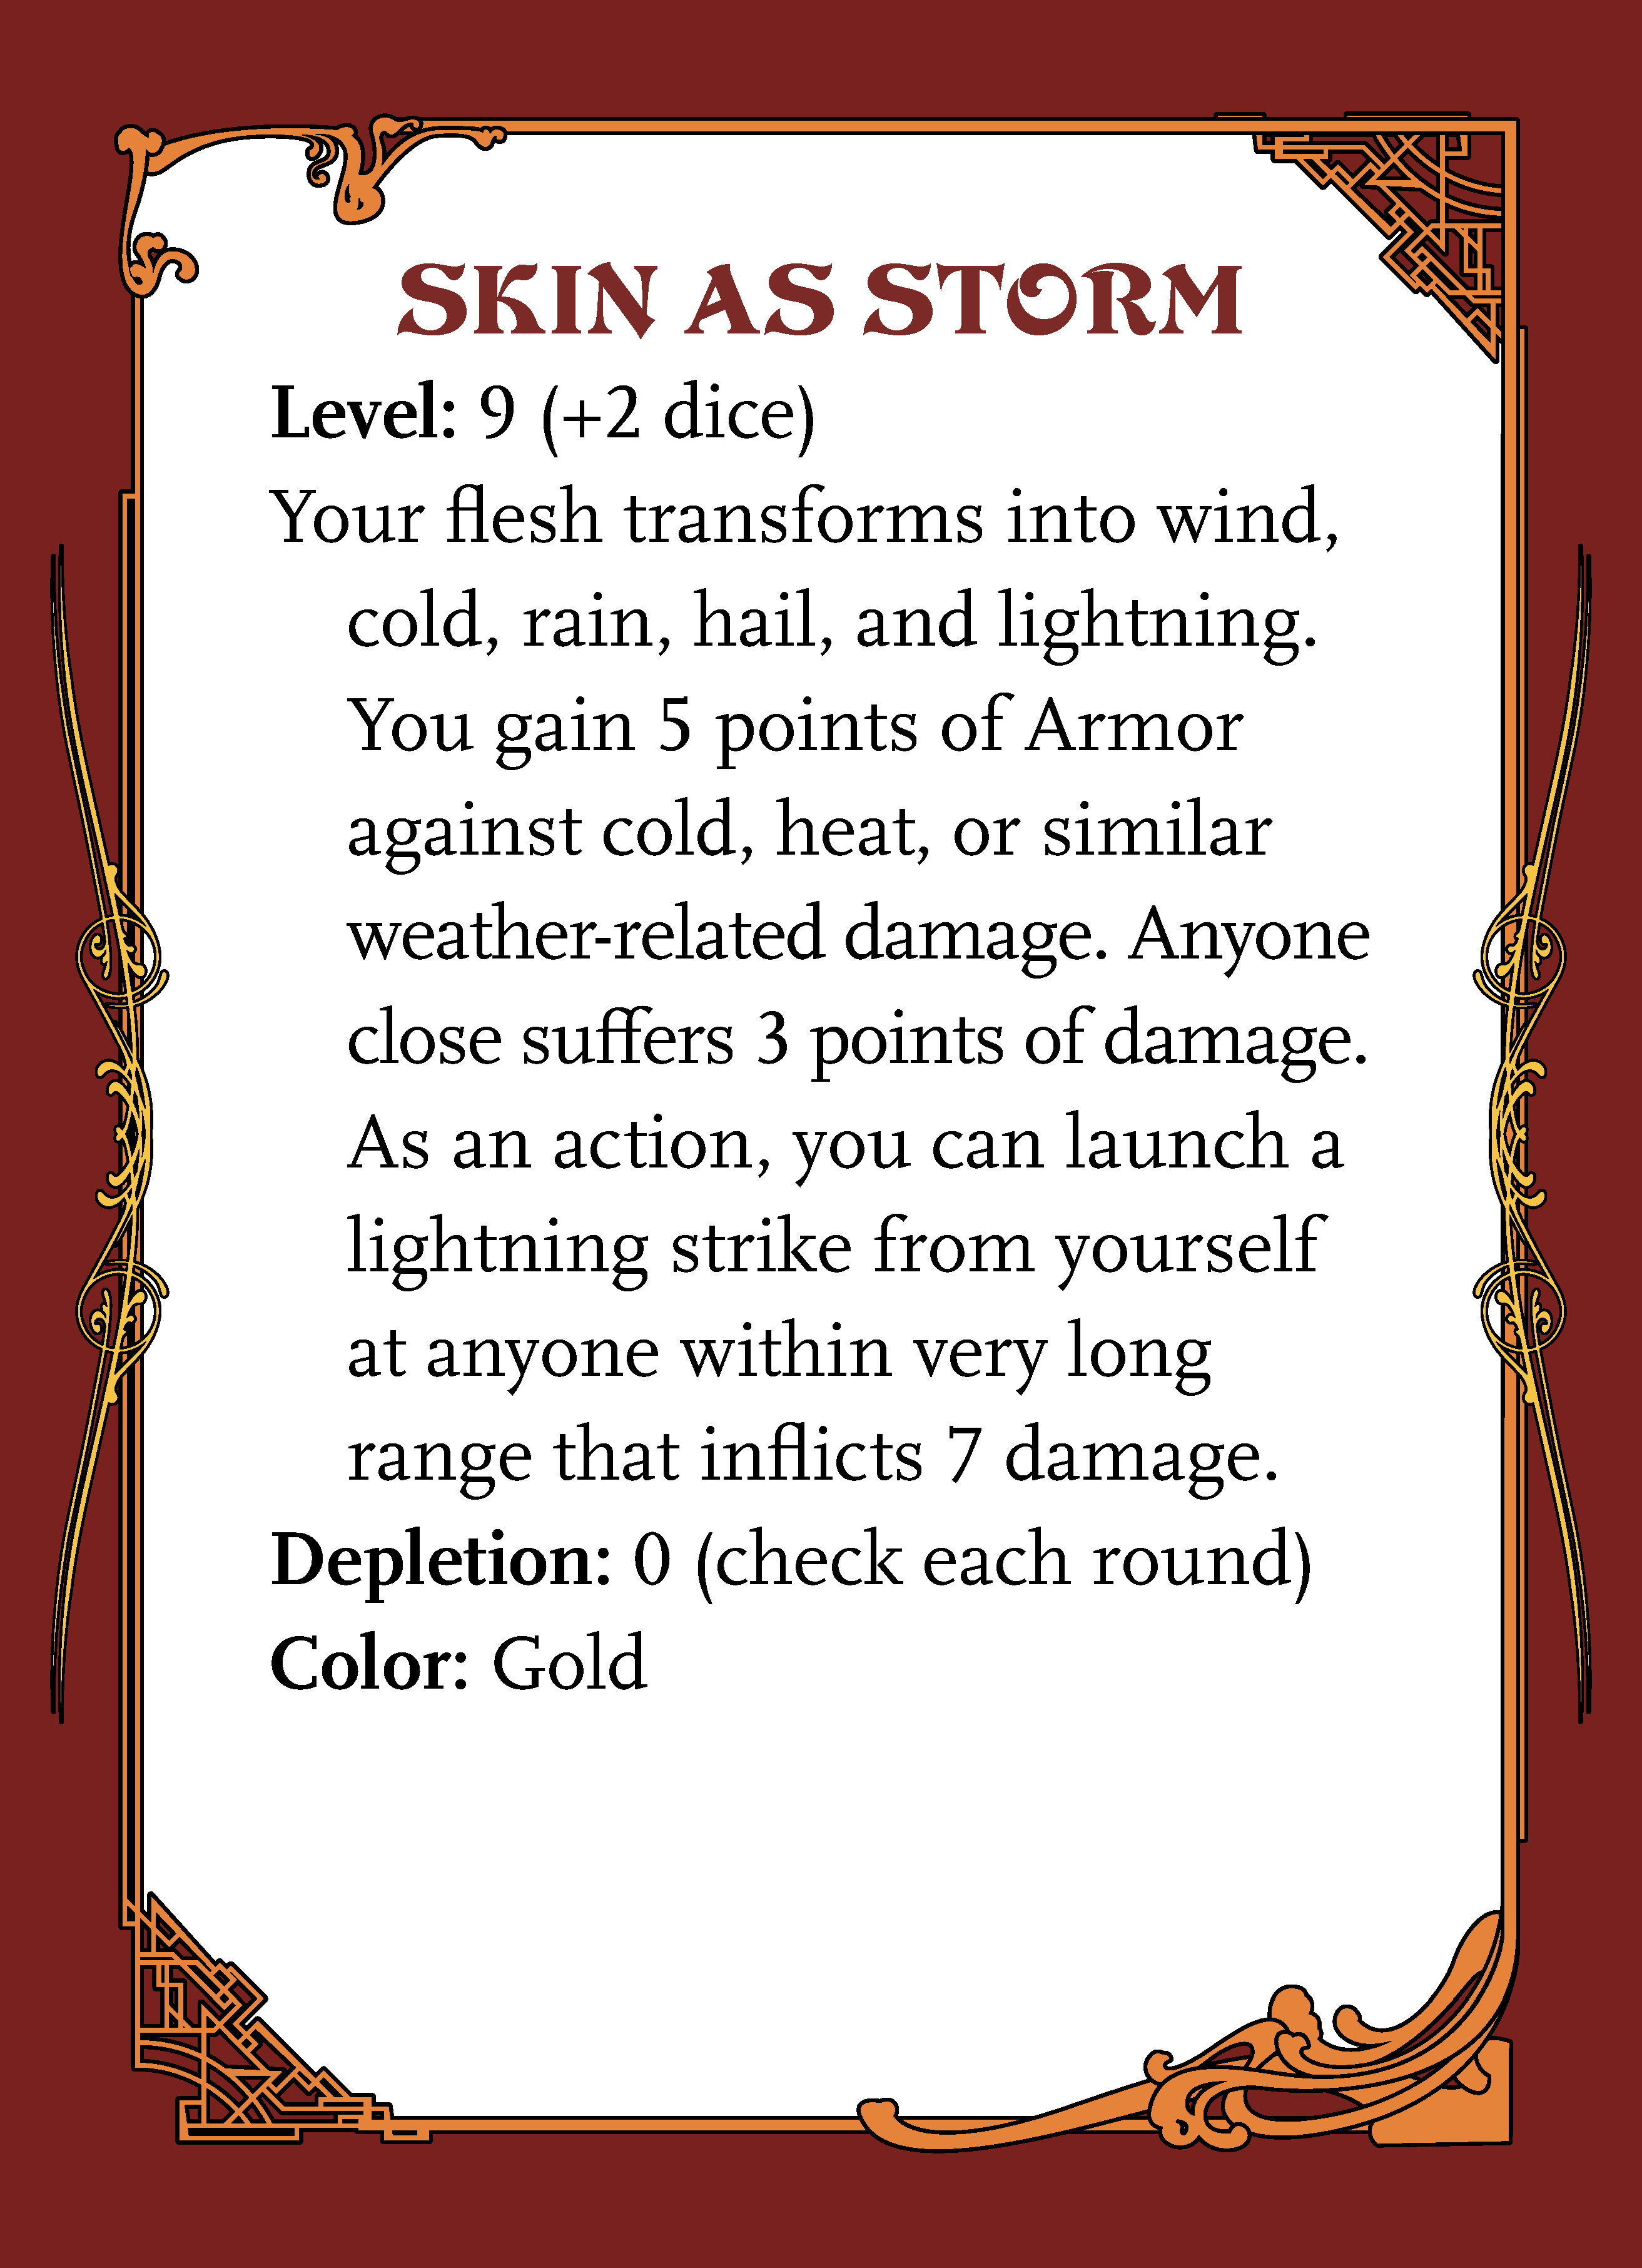 SKIN AS STORM
Level: 9 (+2 dice)
Your flesh transforms into wind,
cold, rain, hail, and lightning.
You gain 5 points of Armor
against cold, heat, or similar
weather-related damage. Anyone
close suffers 3 points of damage.
As an action, you can launch a
lightning strike from yourself
at anyone within very long
range that inflicts 7 damage.
Depletion: 0 (check each round)
Color: Gold